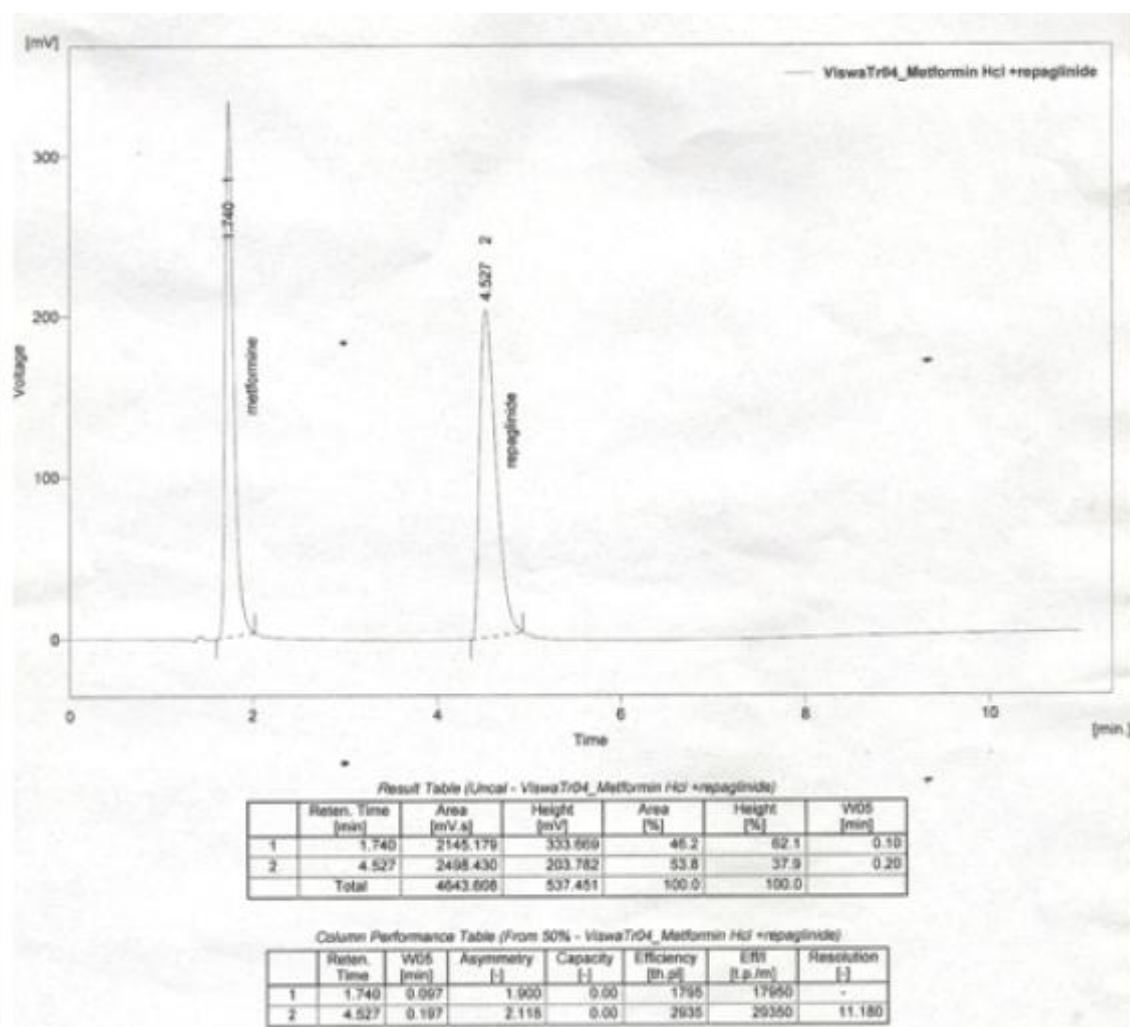 [mV]
ViswaTr04_Metformin Hcl +repaglinide
300
200
100
0
Voltage
1.740 1
metformine
4.527 2
repaglinide
0 2 4 6 8 10
[min.]
Time
Result Table (Uncal - ViswaTr04_Metformin Hcl +repaglinide)
Reten. Time [min] Area [mV.s] Height [mV] Area [%] Height [%] W05 [min]
1 1.740 2145.179 333.669 46.2 62.1 0.10
2 4.527 2498.430 203.782 53.8 37.9 0.20
Total 4643.608 537.451 100.0 100.0
Column Performance Table (From 50% - ViswaTr04_Metformin Hcl +repaglinide)
Reten. Time W05 [min] Asymmetry [-] Capacity [-] Efficiency [th.pl] Eff/l [t.p./m] Resolution [-]
1 1.740 0.097 1.900 0.00 1795 17950 -
2 4.527 0.197 2.118 0.00 2935 29350 11.180